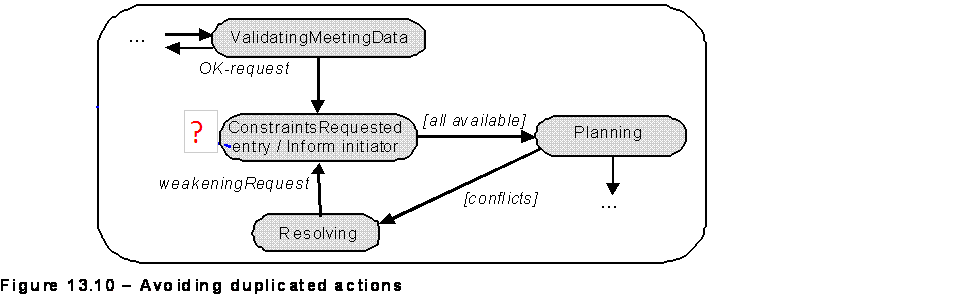 ...
ValidatingMeetingData
OK-request
?
ConstraintsRequested
entry / Inform initiator
[all available]
Planning
weakeningRequest
[conflicts]
...
Resolving
Figure 13.10 – Avoiding duplicated actions